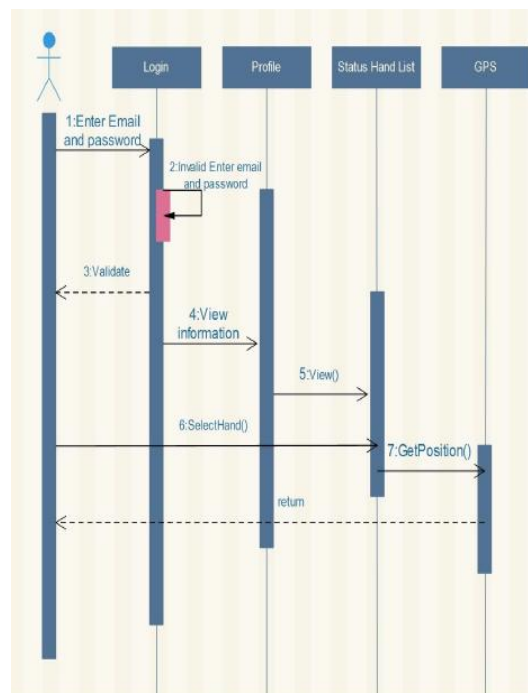 Login
Profile
Status Hand List
GPS
1:Enter Email
and password
2:Invalid Enter email
and password
3:Validate
4:View
information
5:View()
6:SelectHand()
7:GetPosition()
return